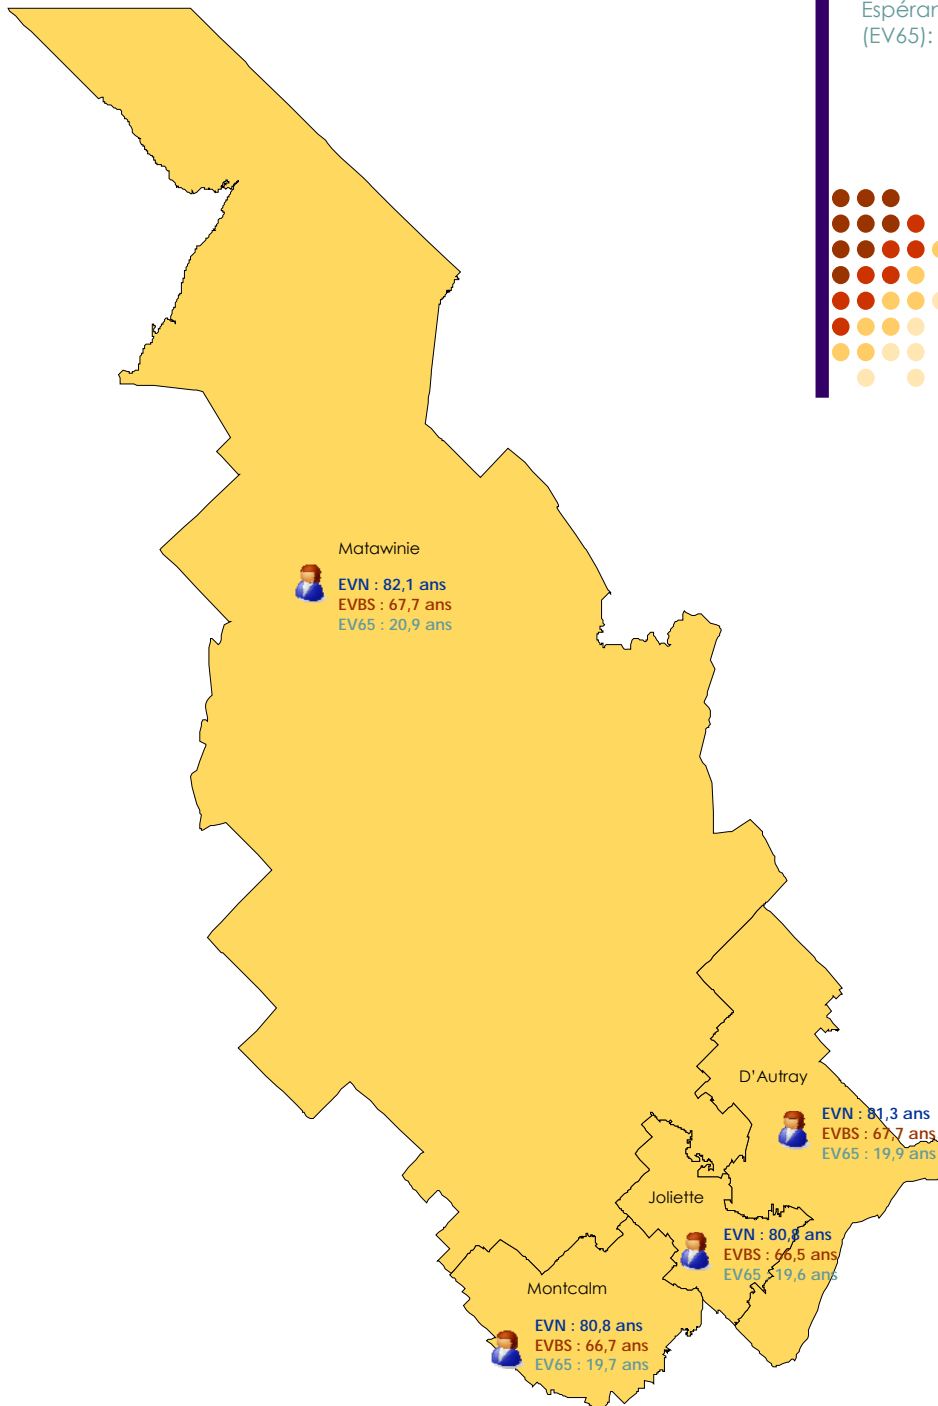 (EV65):
Matawinie
EVN : 82,1 ans
EVBS : 67,7 ans
EV65 : 20,9 ans
D'Autray
EVN : 81,3 ans
EVBS : 67,7 ans
EV65 : 19,9 ans
Joliette
EVN : 80,8 ans
EVBS : 66,5 ans
EV65 : 19,6 ans
Montcalm
EVN : 80,8 ans
EVBS : 66,7 ans
EV65 : 19,7 ans